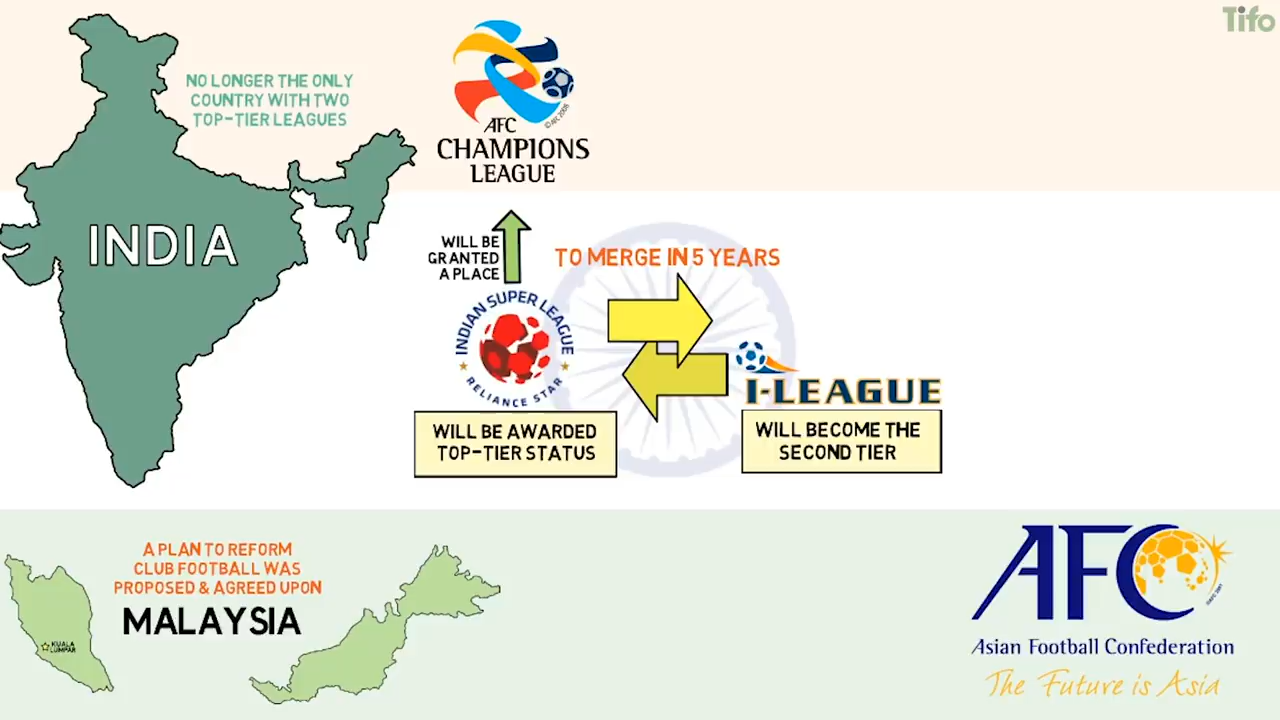 Tifo
NO LONGER THE ONLY
COUNTRY WITH TWO
TOP-TIER LEAGUES
INDIA
©AFC 2008
AFC
CHAMPIONS
LEAGUE
WILL BE
GRANTED
A PLACE
TO MERGE IN 5 YEARS
INDIAN SUPER LEAGUE
RELIANCE STAR
I-LEAGUE
WILL BE AWARDED
TOP-TIER STATUS
WILL BECOME THE
SECOND TIER
A PLAN TO REFORM
CLUB FOOTBALL WAS
PROPOSED & AGREED UPON
MALAYSIA
KUALA
LUMPAR
AFC
Asian Football Confederation
The Future is Asia